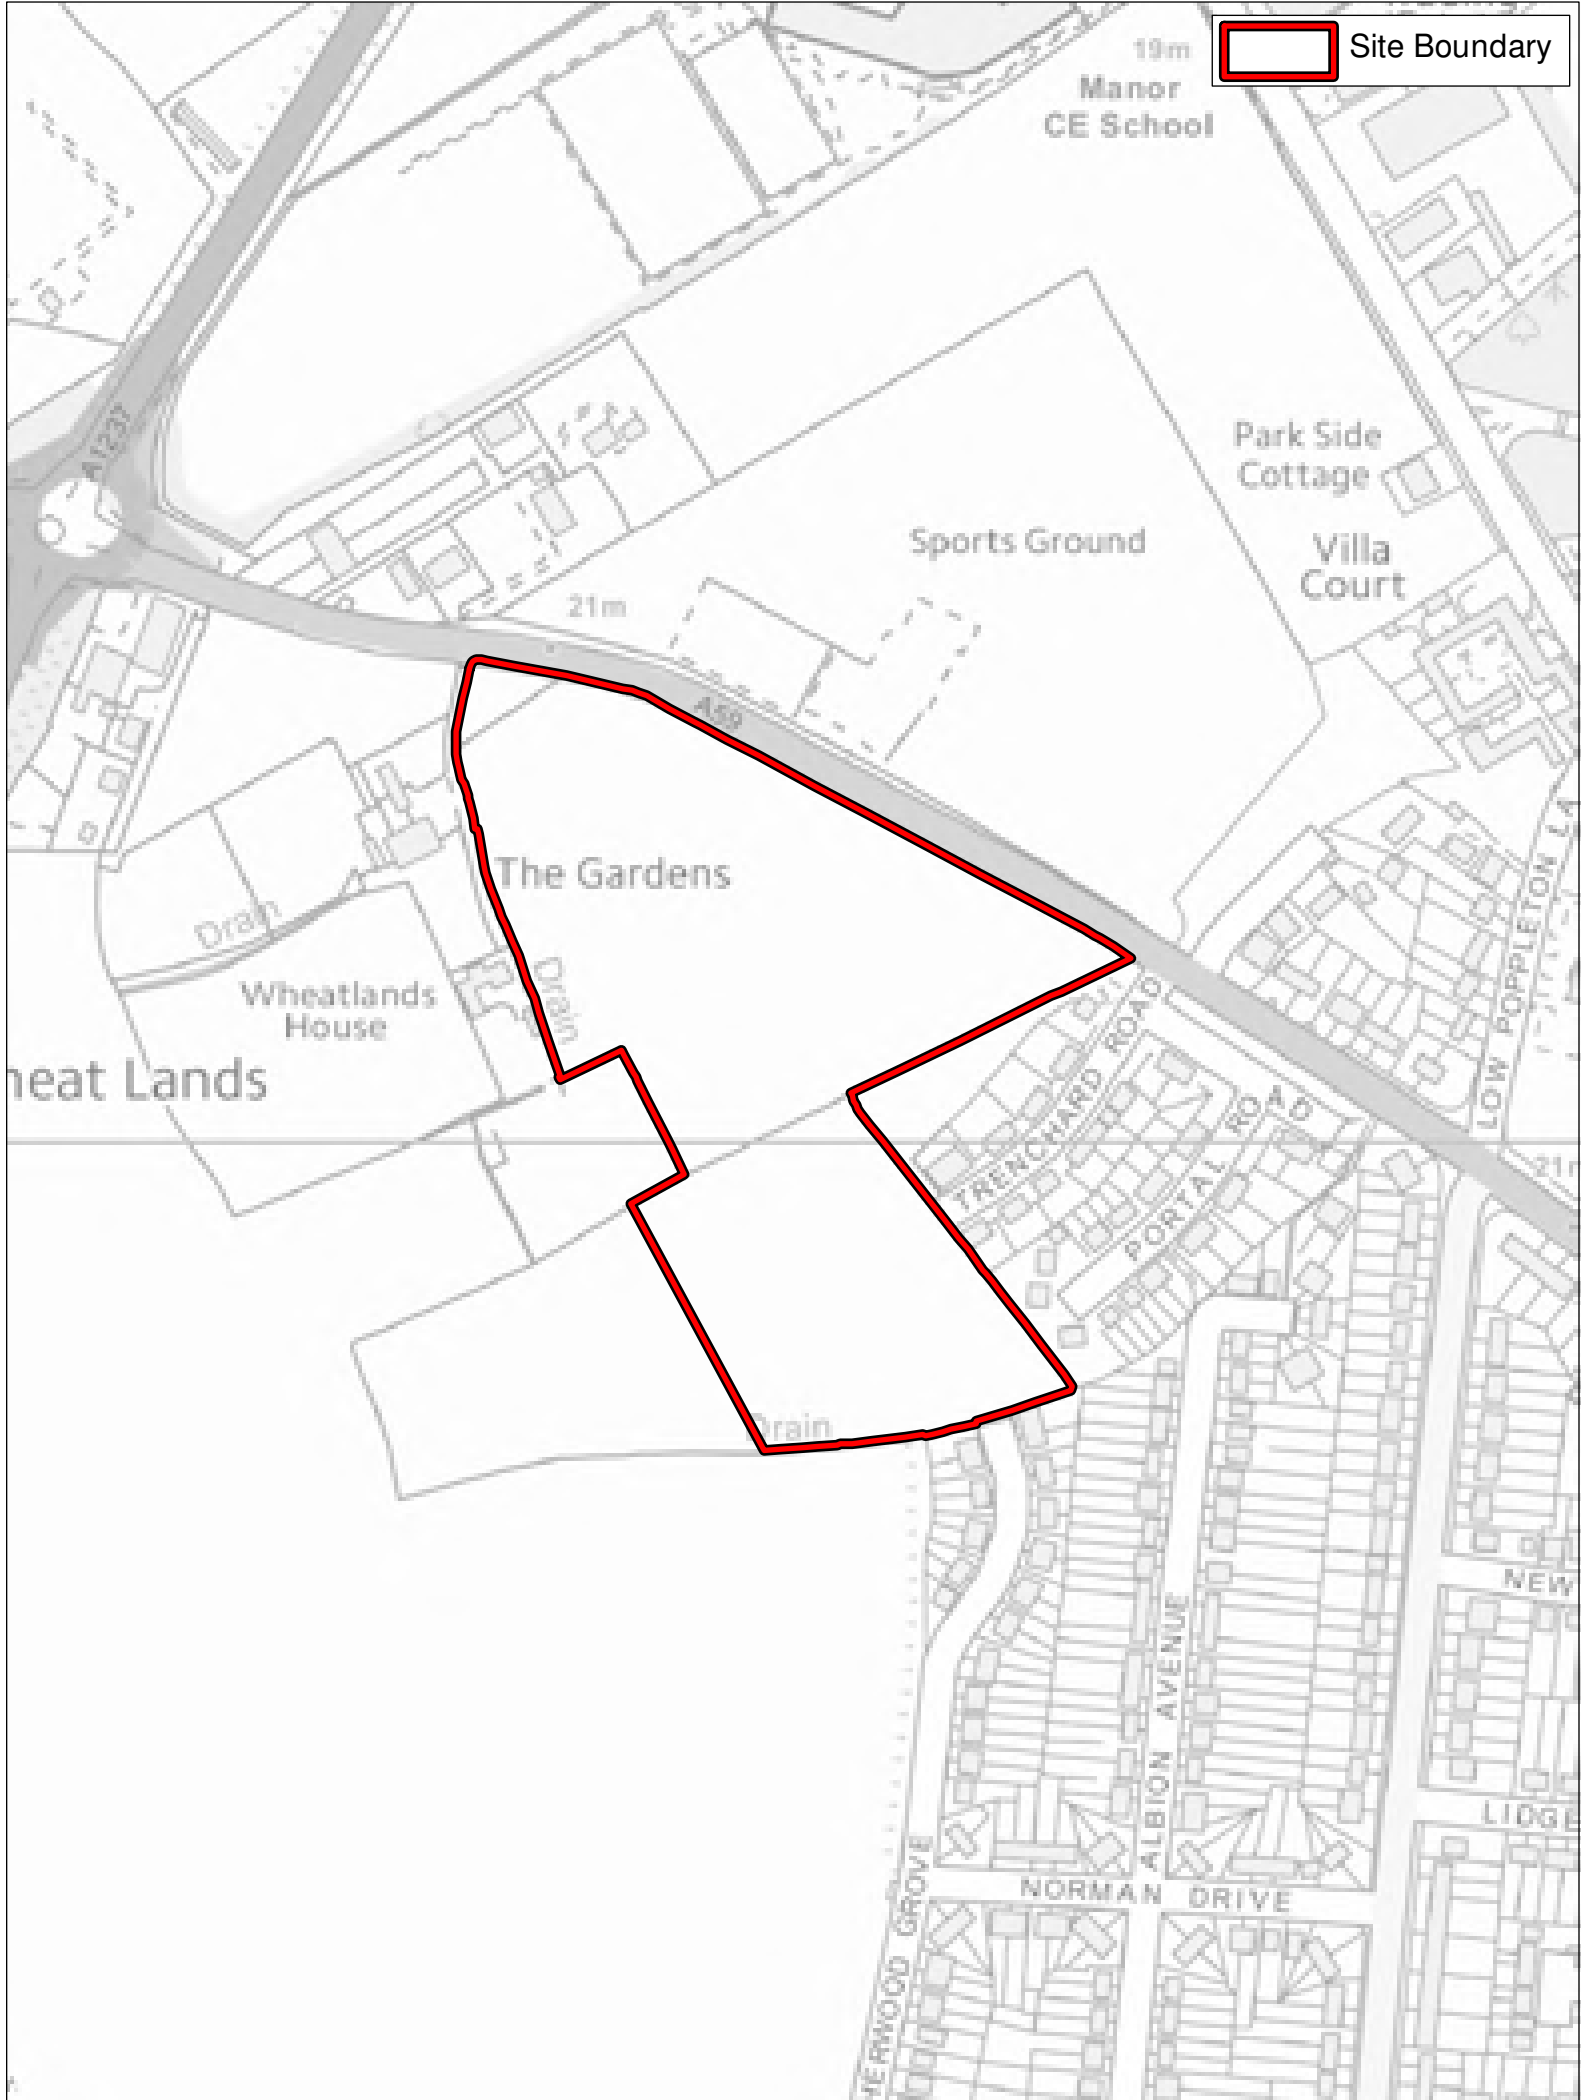 Site Boundary
19m
Manor
CE School
A1237
Park Side
Cottage
Sports Ground
Villa
Court
21m
A59
The Gardens
Drain
Drain
Wheatlands
House
Lands
LOW POPPLETON LA
TRENCHARD ROAD
PORTAL ROAD
Drain
NEW
ALBION AVENUE
LIDGE
NORMAN DRIVE
GROVE